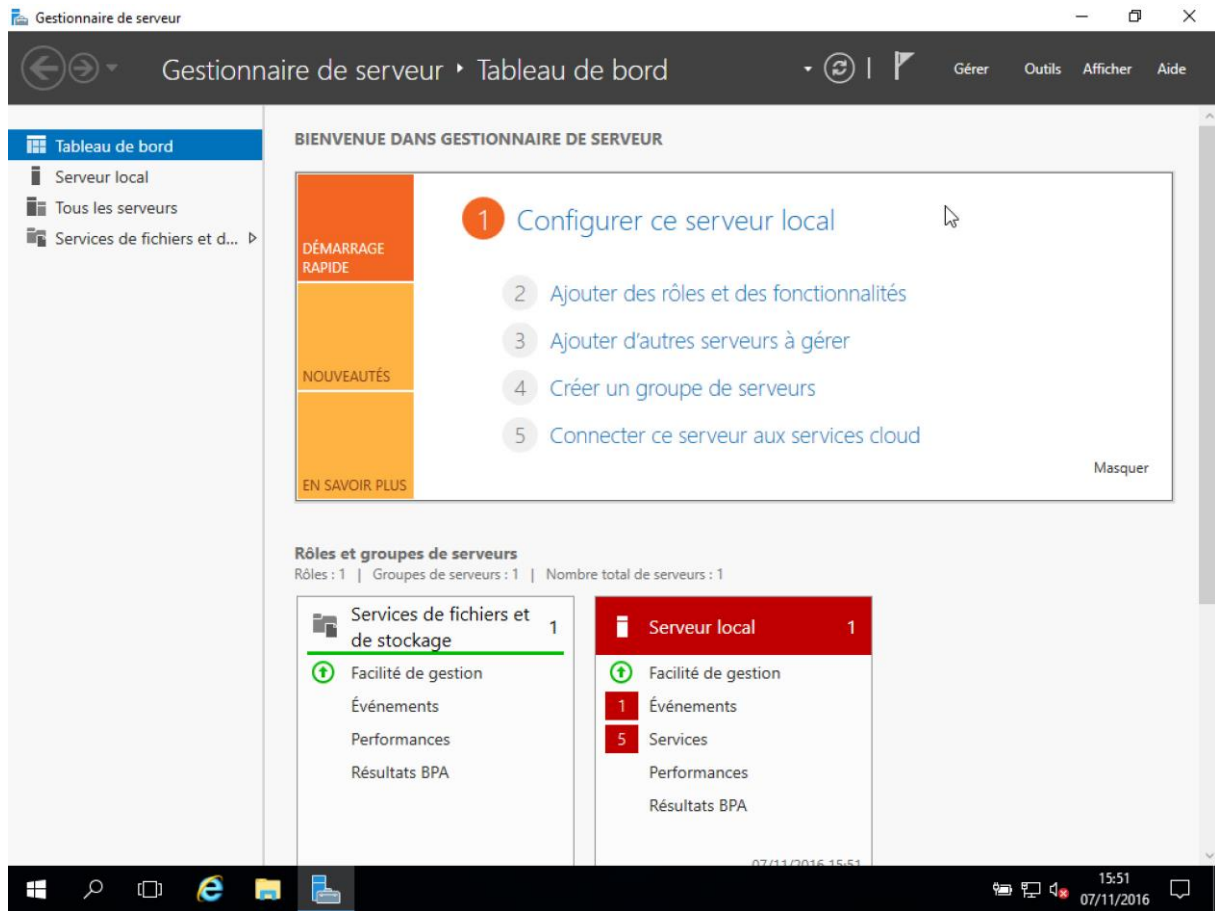 Gestionnaire de serveur
Gestionnaire de serveur ‣ Tableau de bord
Gérer Outils Afficher Aide
Tableau de bord
Serveur local
Tous les serveurs
Services de fichiers et d...
BIENVENUE DANS GESTIONNAIRE DE SERVEUR
DÉMARRAGE
RAPIDE
NOUVEAUTÉS
EN SAVOIR PLUS
1 Configurer ce serveur local
2 Ajouter des rôles et des fonctionnalités
3 Ajouter d’autres serveurs à gérer
4 Créer un groupe de serveurs
5 Connecter ce serveur aux services cloud
Masquer
Rôles et groupes de serveurs
Rôles : 1 | Groupes de serveurs : 1 | Nombre total de serveurs : 1
Services de fichiers et
de stockage
1
Facilité de gestion
Événements
Performances
Résultats BPA
Serveur local 1
Facilité de gestion
1 Événements
5 Services
Performances
Résultats BPA
07/11/2016 15:51
15:51
07/11/2016